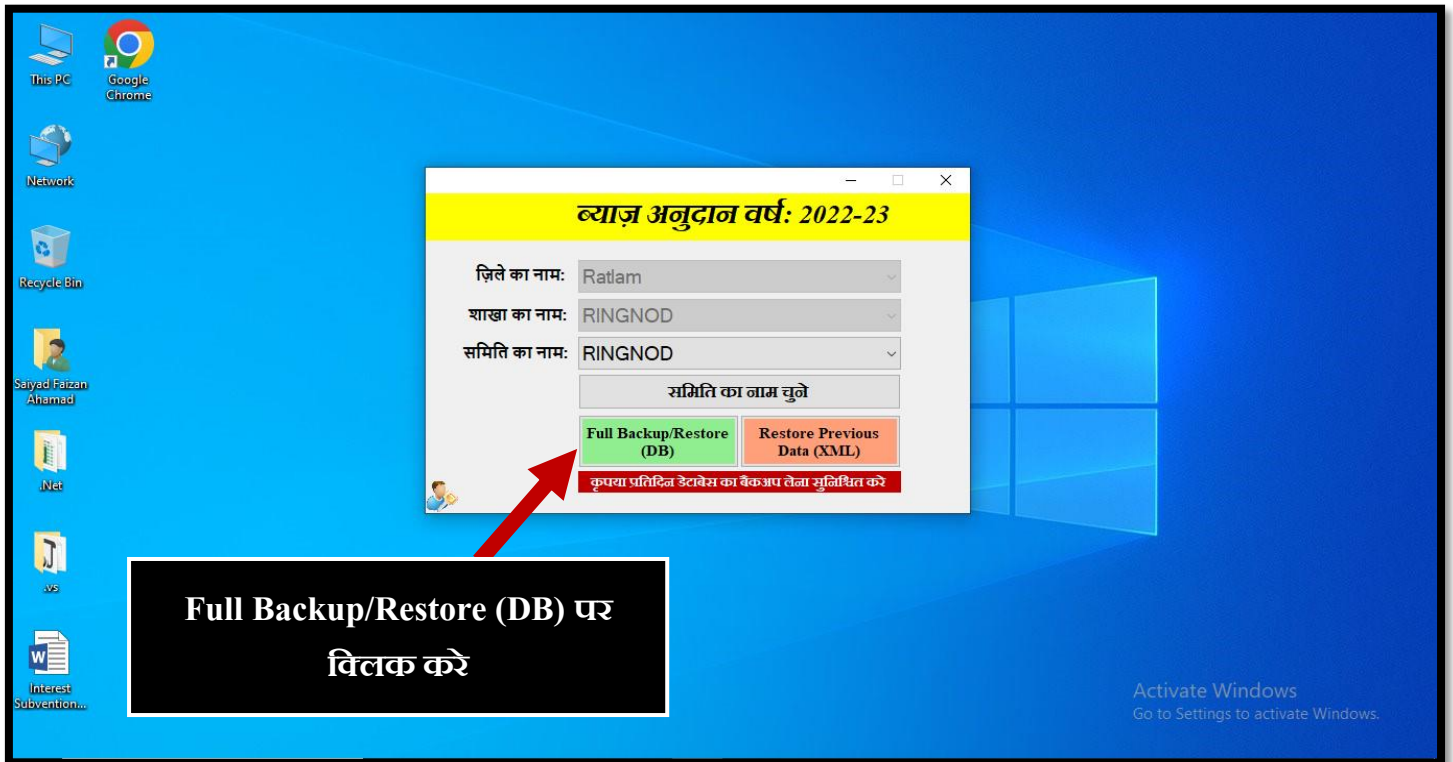 This PC
Google
Chrome
Network
Recycle Bin
Saiyad Faizan
Ahamad
.Net
.vs
Interest
Subvention...
ब्याज़ अनुदान वर्ष: 2022-23
ज़िले का नाम:
Ratlam
शाखा का नाम:
RINGNOD
समिति का नाम:
RINGNOD
समिति का नाम चुने
Full Backup/Restore
(DB)
Restore Previous
Data (XML)
कृपया प्रतिदिन डेटाबेस का बैकअप लेना सुनिश्चित करे
Full Backup/Restore (DB) पर
क्लिक करे
Activate Windows
Go to Settings to activate Windows.